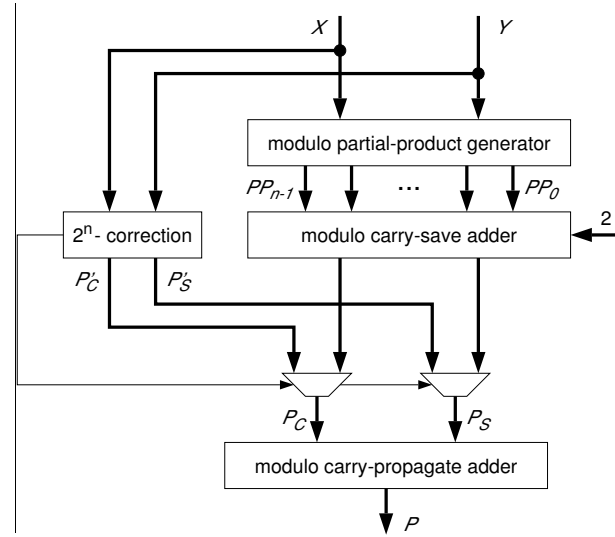 X Y
modulo partial-product generator
PPn-1 ... PP0
2
2n - correction
modulo carry-save adder
P'C P'S
PC PS
modulo carry-propagate adder
P